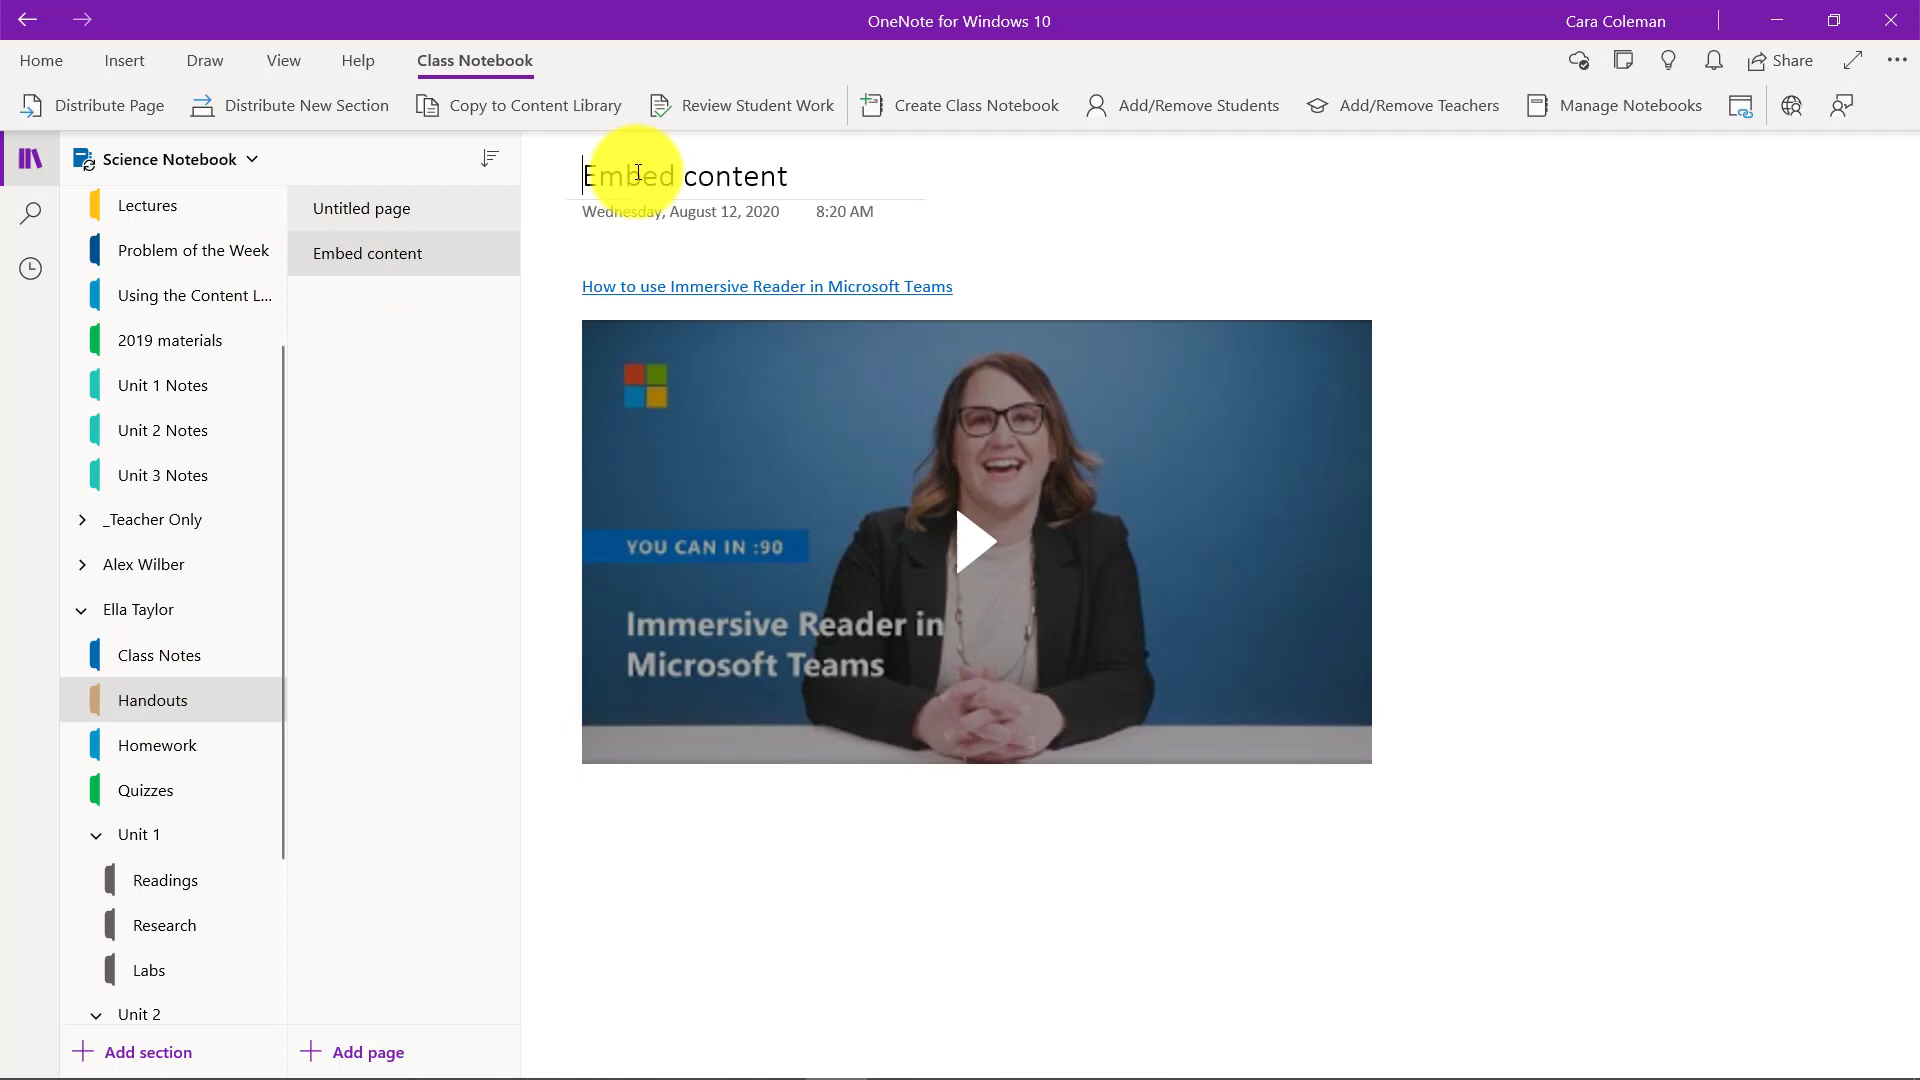 OneNote for Windows 10
Cara Coleman
Home Insert Draw View Help Class Notebook
Share
Distribute Page Distribute New Section Copy to Content Library Review Student Work Create Class Notebook Add/Remove Students Add/Remove Teachers Manage Notebooks
Science Notebook
Lectures
Problem of the Week
Using the Content L...
2019 materials
Unit 1 Notes
Unit 2 Notes
Unit 3 Notes
_Teacher Only
Alex Wilber
Ella Taylor
Class Notes
Handouts
Homework
Quizzes
Unit 1
Readings
Research
Labs
Unit 2
Add section
Untitled page
Embed content
Add page
Embed content
Wednesday, August 12, 2020 8:20 AM
How to use Immersive Reader in Microsoft Teams
YOU CAN IN :90
Immersive Reader in
Microsoft Teams